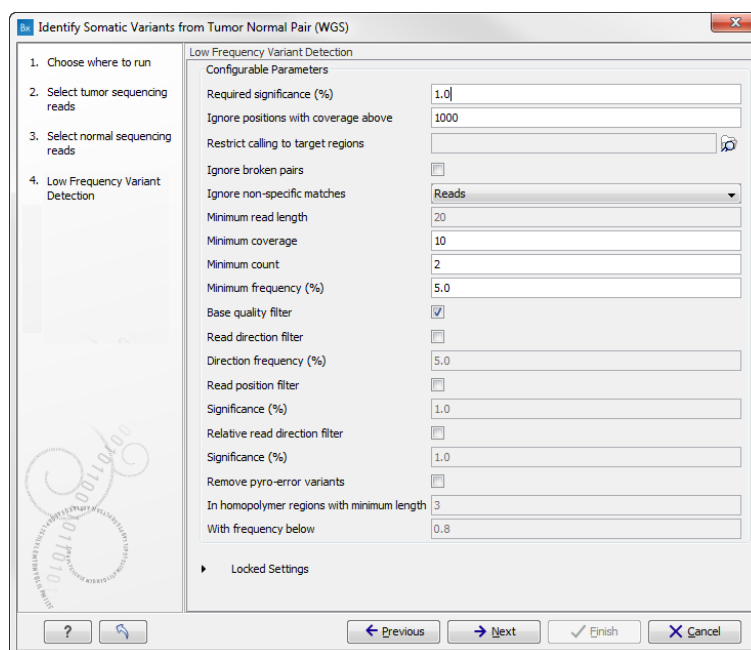 Bx Identify Somatic Variants from Tumor Normal Pair (WGS)
1. Choose where to run
2. Select tumor sequencing
reads
3. Select normal sequencing
reads
4. Low Frequency Variant
Detection
Low Frequency Variant Detection
Configurable Parameters
Required significance (%) 1.0
Ignore positions with coverage above 1000
Restrict calling to target regions
Ignore broken pairs
Ignore non-specific matches Reads
Minimum read length 20
Minimum coverage 10
Minimum count 2
Minimum frequency (%) 5.0
Base quality filter
Read direction filter
Direction frequency (%) 5.0
Read position filter
Significance (%) 1.0
Relative read direction filter
Significance (%) 1.0
Remove pyro-error variants
In homopolymer regions with minimum length 3
With frequency below 0.8
Locked Settings
? Previous Next Finish Cancel